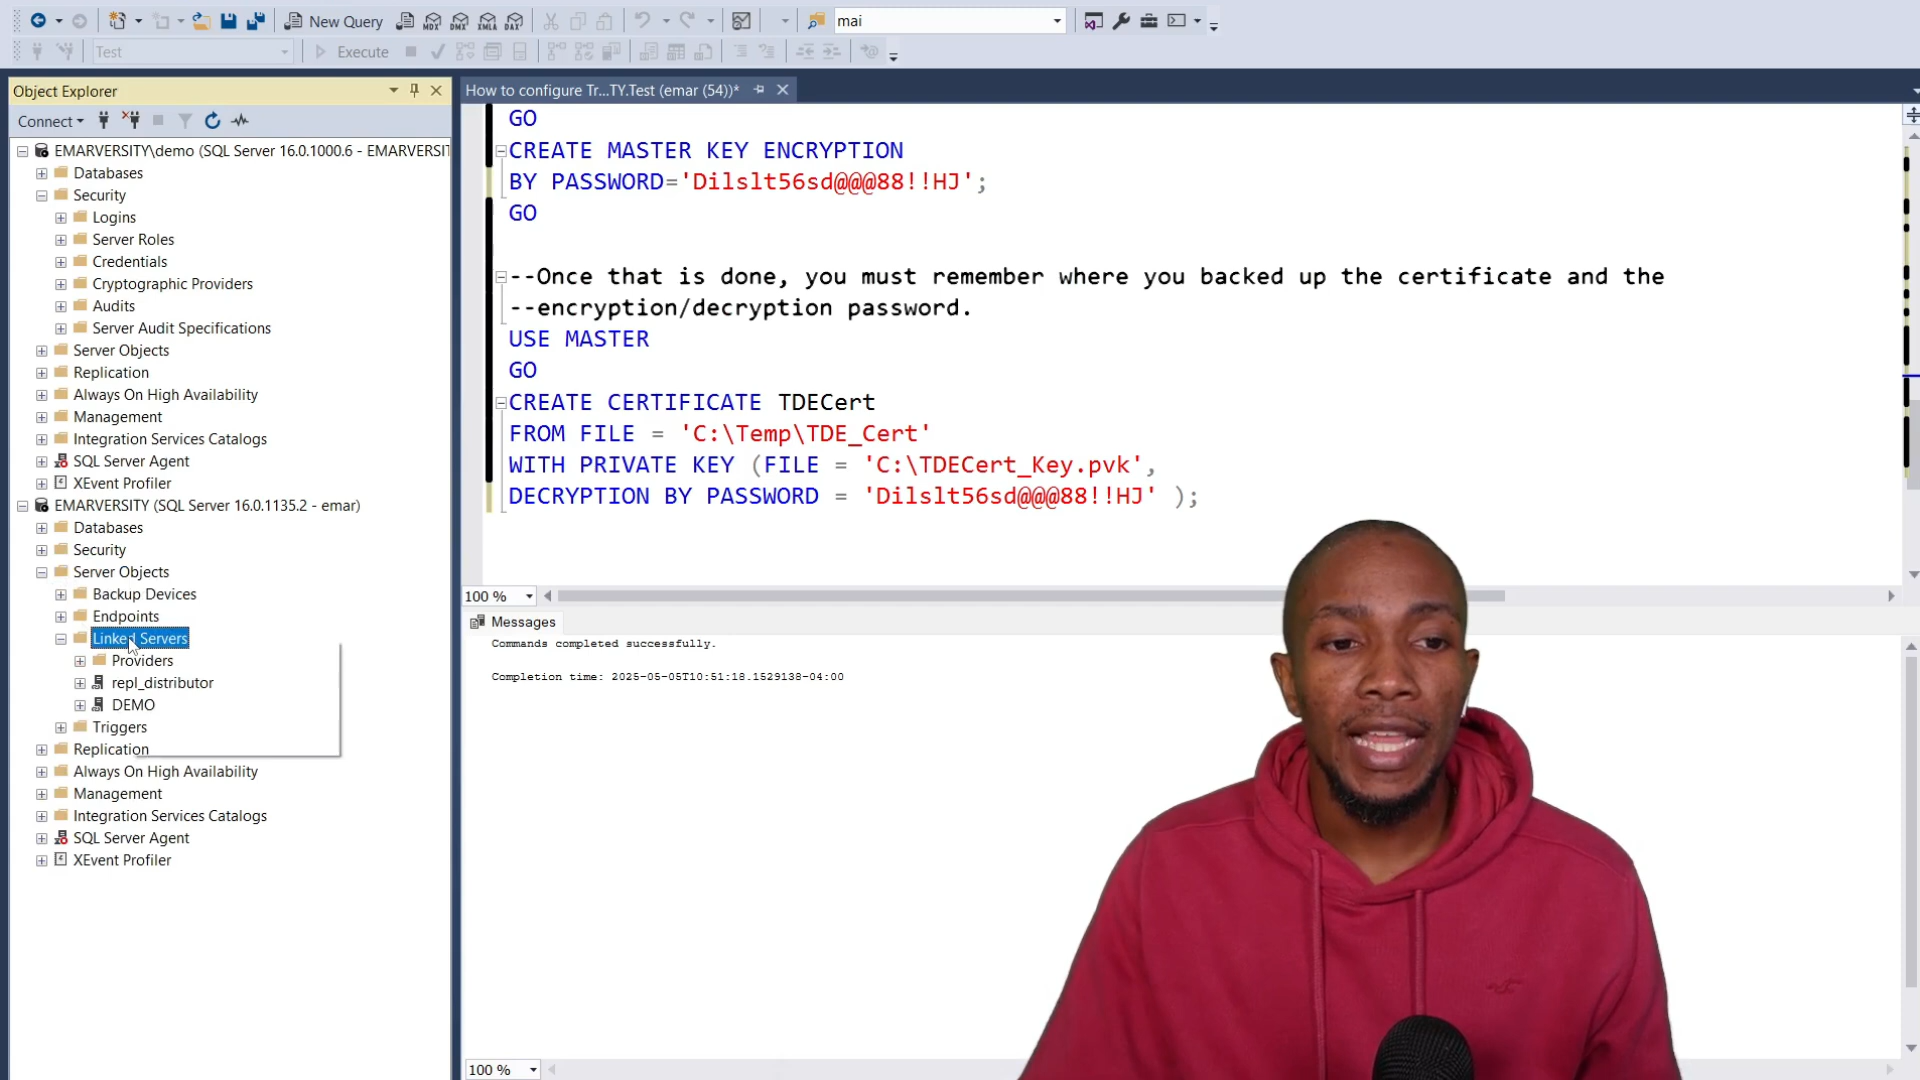 New Query
MDX
DMX
XMLA
DAX
mai
Test
Execute
Object Explorer
Connect
EMARVERSITY\demo (SQL Server 16.0.1000.6 - EMARVERSIT
Databases
Security
Logins
Server Roles
Credentials
Cryptographic Providers
Audits
Server Audit Specifications
Server Objects
Replication
Always On High Availability
Management
Integration Services Catalogs
SQL Server Agent
XEvent Profiler
EMARVERSITY (SQL Server 16.0.1135.2 - emar)
Databases
Security
Server Objects
Backup Devices
Endpoints
Linked Servers
Providers
repl_distributor
DEMO
Triggers
Replication
Always On High Availability
Management
Integration Services Catalogs
SQL Server Agent
XEvent Profiler
How to configure Tr...TY.Test (emar (54))*
GO
CREATE MASTER KEY ENCRYPTION
BY PASSWORD='Dilslt56sd@@@88!!HJ';
GO
--Once that is done, you must remember where you backed up the certificate and the
--encryption/decryption password.
USE MASTER
GO
CREATE CERTIFICATE TDECert
FROM FILE = 'C:\Temp\TDE_Cert'
WITH PRIVATE KEY (FILE = 'C:\TDECert_Key.pvk',
DECRYPTION BY PASSWORD = 'Dilslt56sd@@@88!!HJ' );
100 %
Messages
Commands completed successfully.
Completion time: 2025-05-05T10:51:18.1529138-04:00
100 %